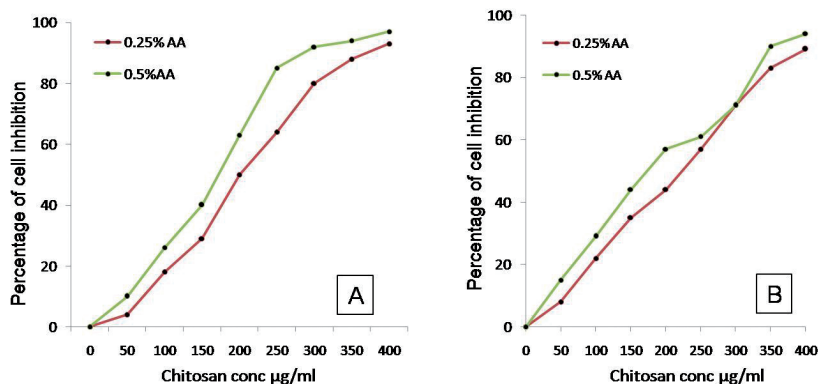 100
80
60
40
20
0
Percentage of cell inhibition
0.25% AA
0.5%AA
A
0 50 100 150 200 250 300 350 400
Chitosan conc µg/ml
100
80
60
40
20
0
Percentage of cell inhibition
0.25% AA
0.5%AA
B
0 50 100 150 200 250 300 350 400
Chitosan conc µg/ml